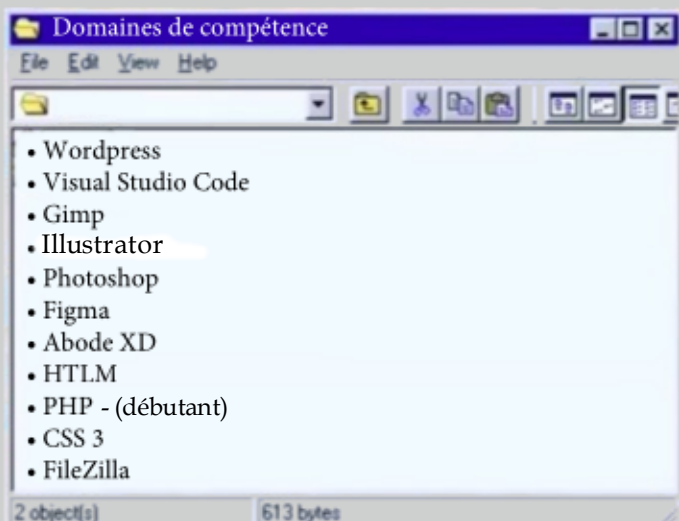 Domaines de compétence
File Edit View Help
• Wordpress
• Visual Studio Code
• Gimp
• Illustrator
• Photoshop
• Figma
• Abode XD
• HTLM
• PHP - (débutant)
• CSS 3
• FileZilla
2 object(s) 613 bytes